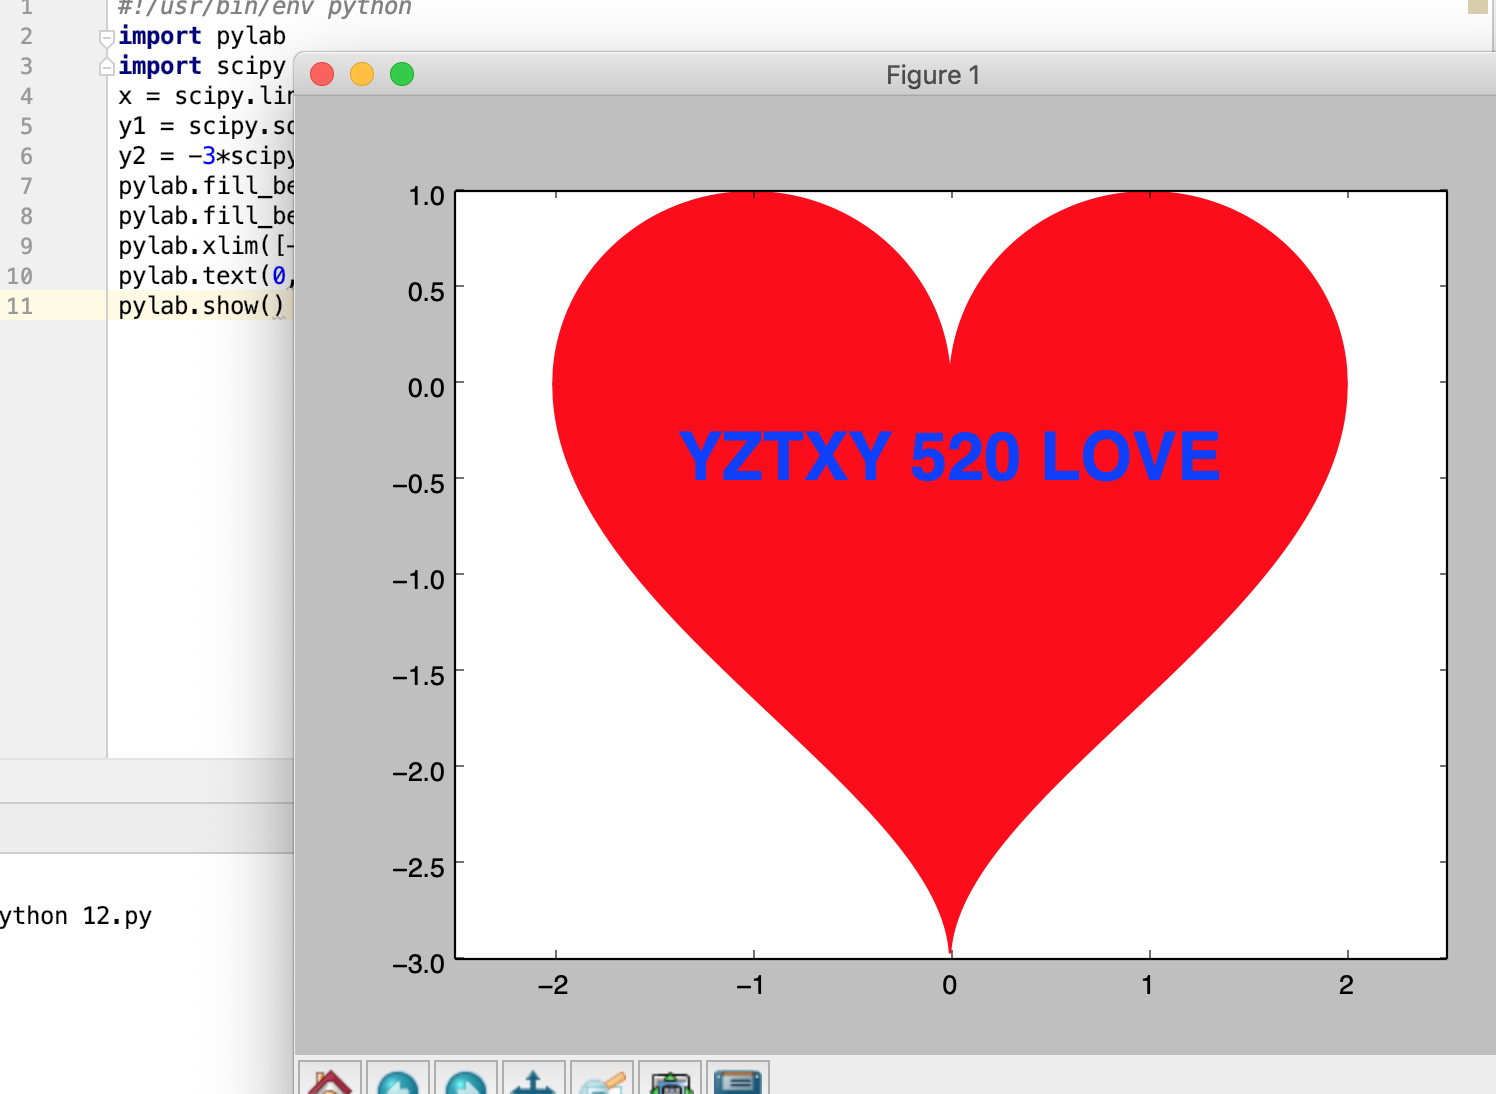 1 #!/usr/bin/env python
2 import pylab
3 import scipy
4 x = scipy.lin
5 y1 = scipy.sq
6 y2 = -3*scipy
7 pylab.fill_be
8 pylab.fill_be
9 pylab.xlim([-
10 pylab.text(0,
11 pylab.show()
ython 12.py
Figure 1
1.0
0.5
0.0
YZTXY 520 LOVE
−0.5
−1.0
−1.5
−2.0
−2.5
−3.0
−2 −1 0 1 2